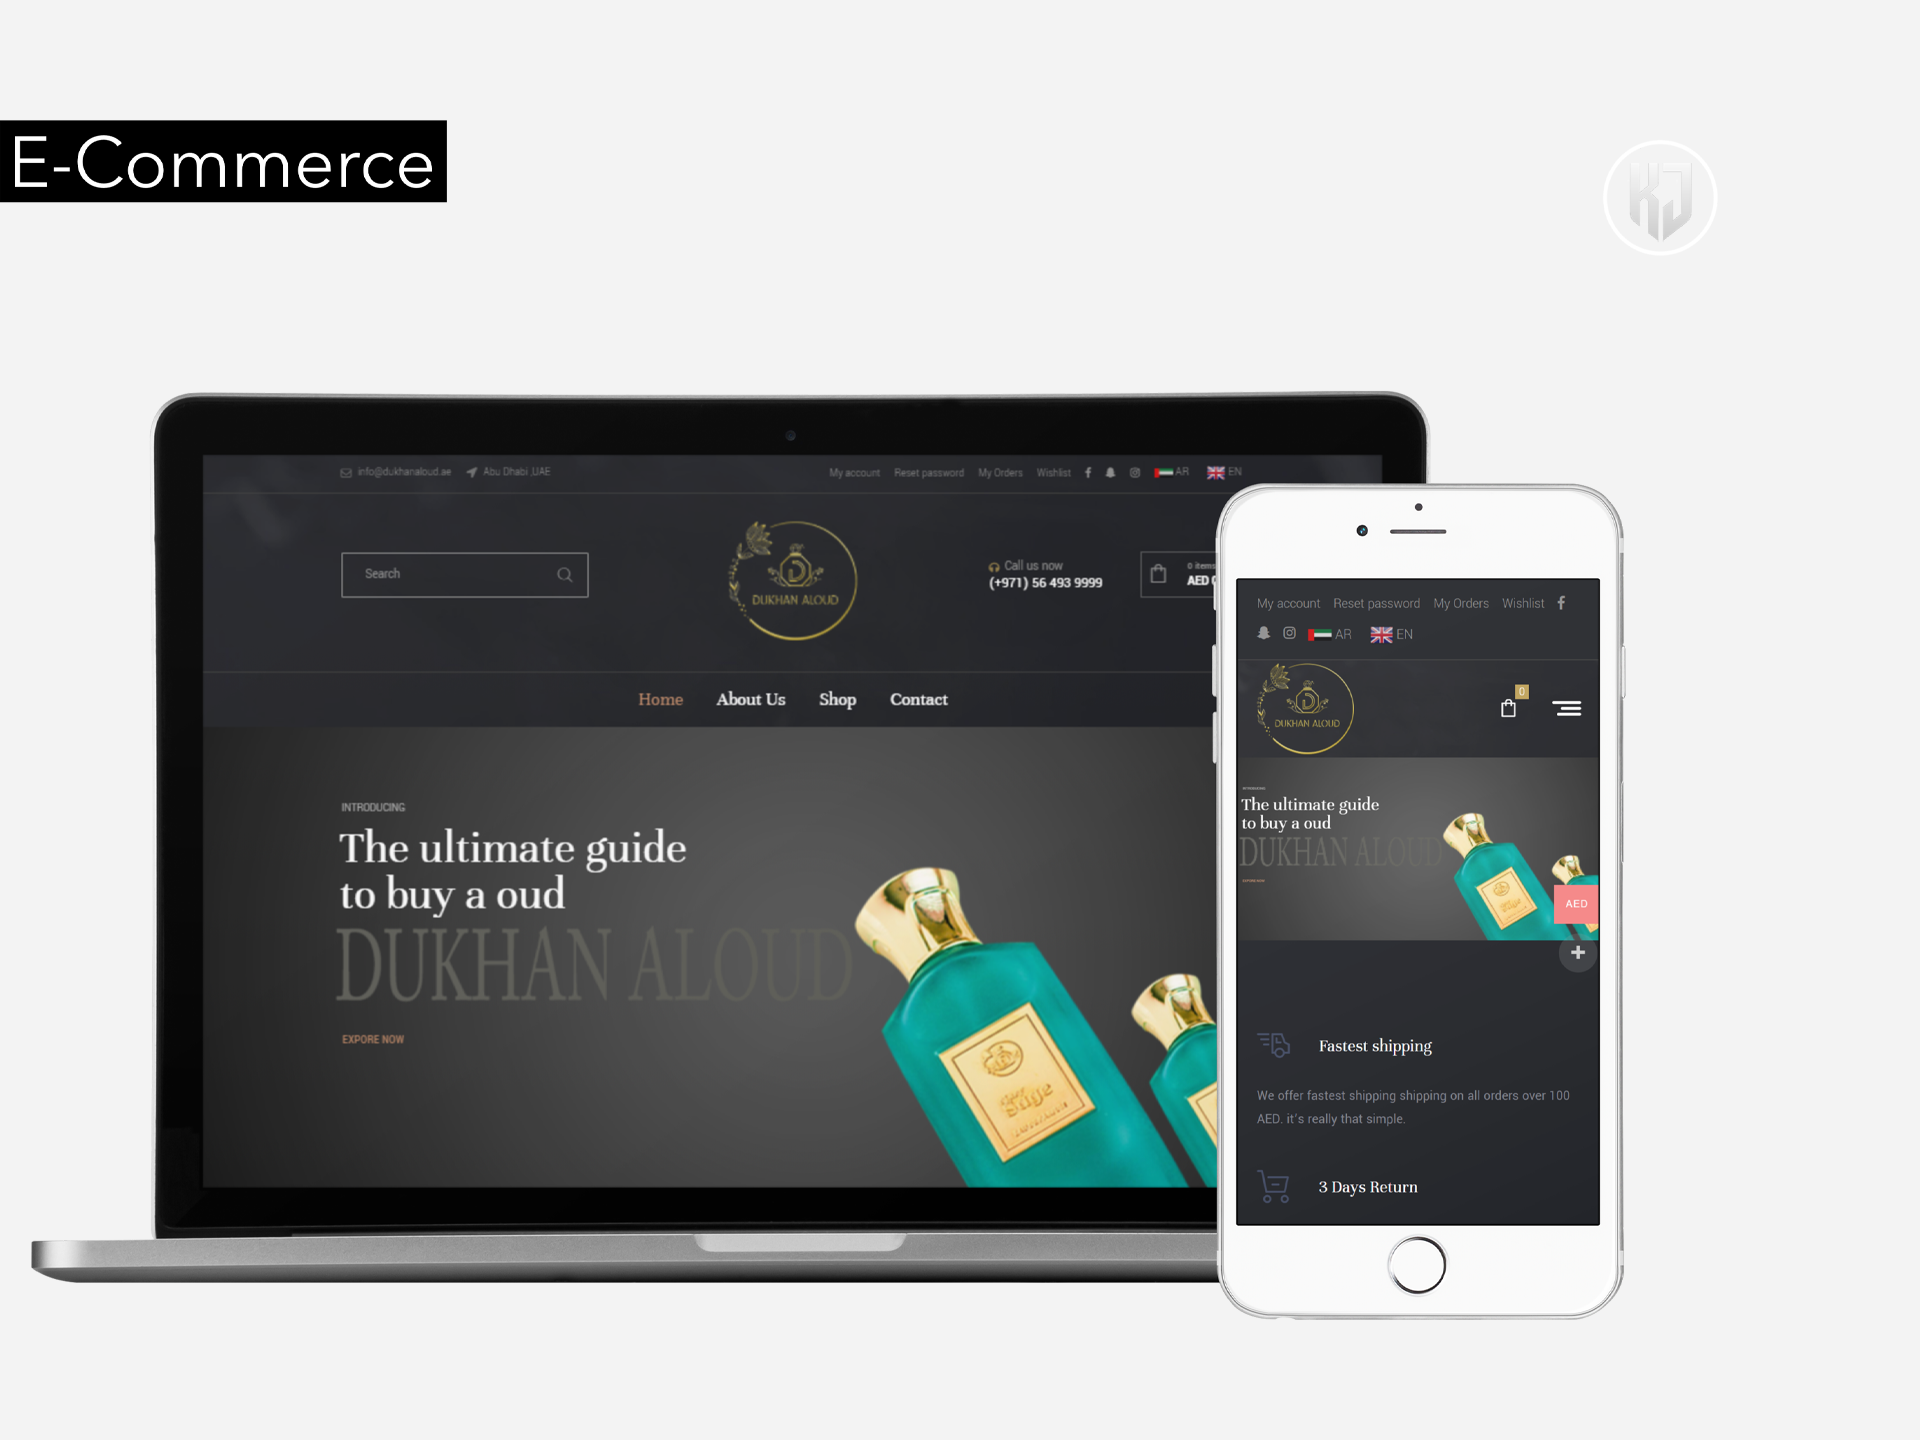 E-Commerce
KJ
info@dukhanaloud.ae Abu Dhabi ,UAE My account Reset password My Orders Wishlist AR EN
Search
DUKHAN ALOUD
Call us now
(+971) 56 493 9999
0 items
AED
Home About Us Shop Contact
INTRODUCING
The ultimate guide
to buy a oud
DUKHAN ALOUD
EXPORE NOW
My account Reset password My Orders Wishlist
AR EN
DUKHAN ALOUD
0
INTRODUCING
The ultimate guide
to buy a oud
DUKHAN ALOUD
EXPORE NOW
AED
Fastest shipping
We offer fastest shipping shipping on all orders over 100
AED. it's really that simple.
3 Days Return